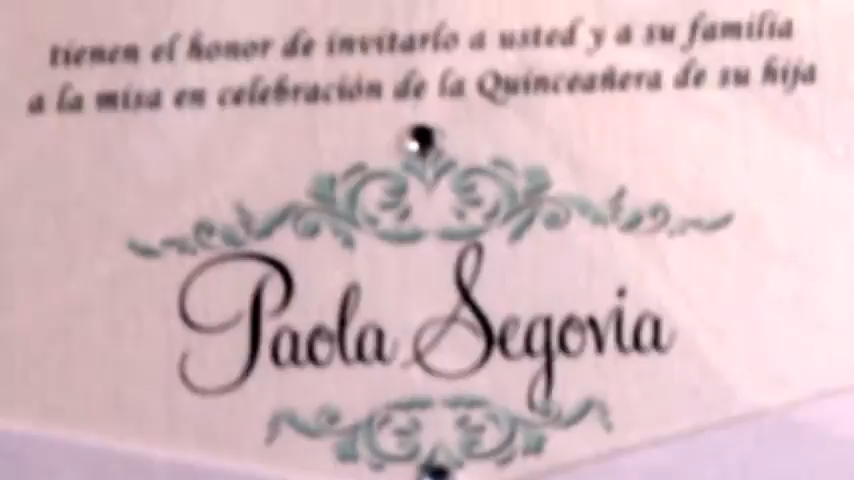 tienen el honor de invitarlo a usted y a su familia
a la misa en celebración de la Quinceañera de su hija
Paola Segovia